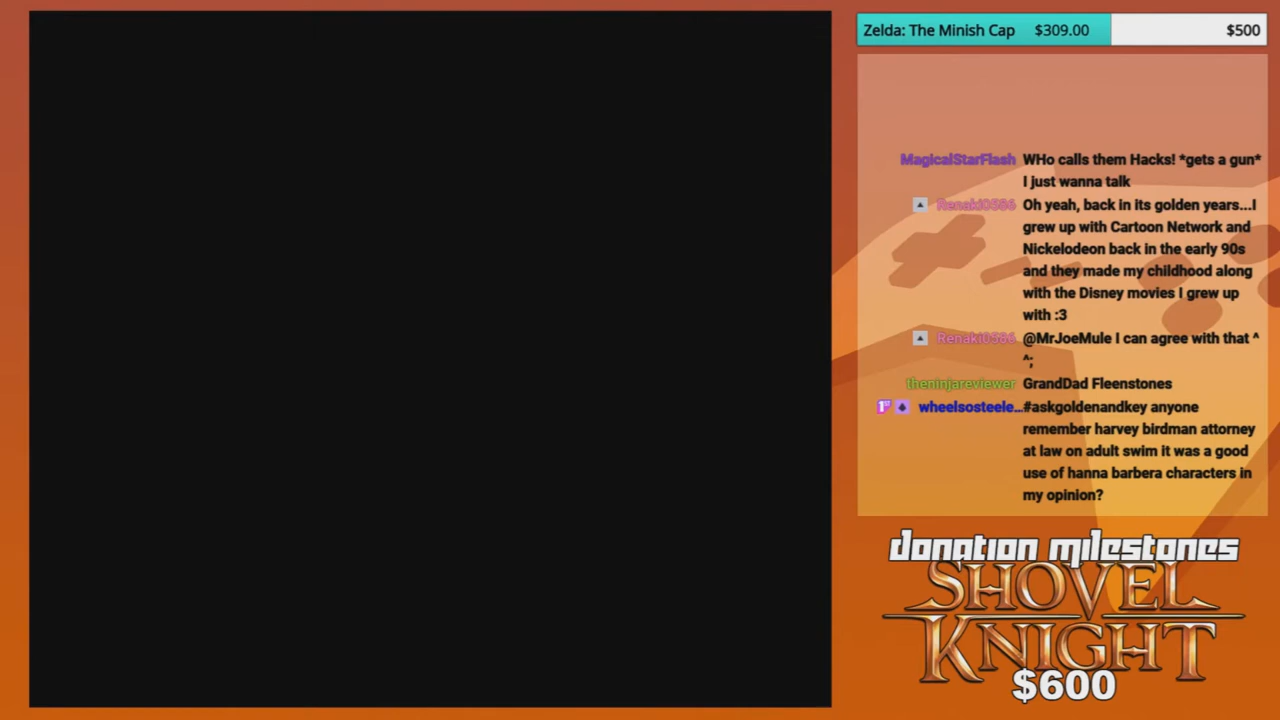 Zelda: The Minish Cap $309.00 $500
MagicalStarFlash WHo calls them Hacks! *gets a gun*
I just wanna talk
Renaki0586 Oh yeah, back in its golden years...I
grew up with Cartoon Network and
Nickelodeon back in the early 90s
and they made my childhood along
with the Disney movies I grew up
with :3
Renaki0586 @MrJoeMule I can agree with that ^
^;
theninjareviewer GrandDad Fleenstones
wheelsosteele... #askgoldenandkey anyone
remember harvey birdman attorney
at law on adult swim it was a good
use of hanna barbera characters in
my opinion?
DONATION MILESTONES
SHOVEL
KNIGHT
$600